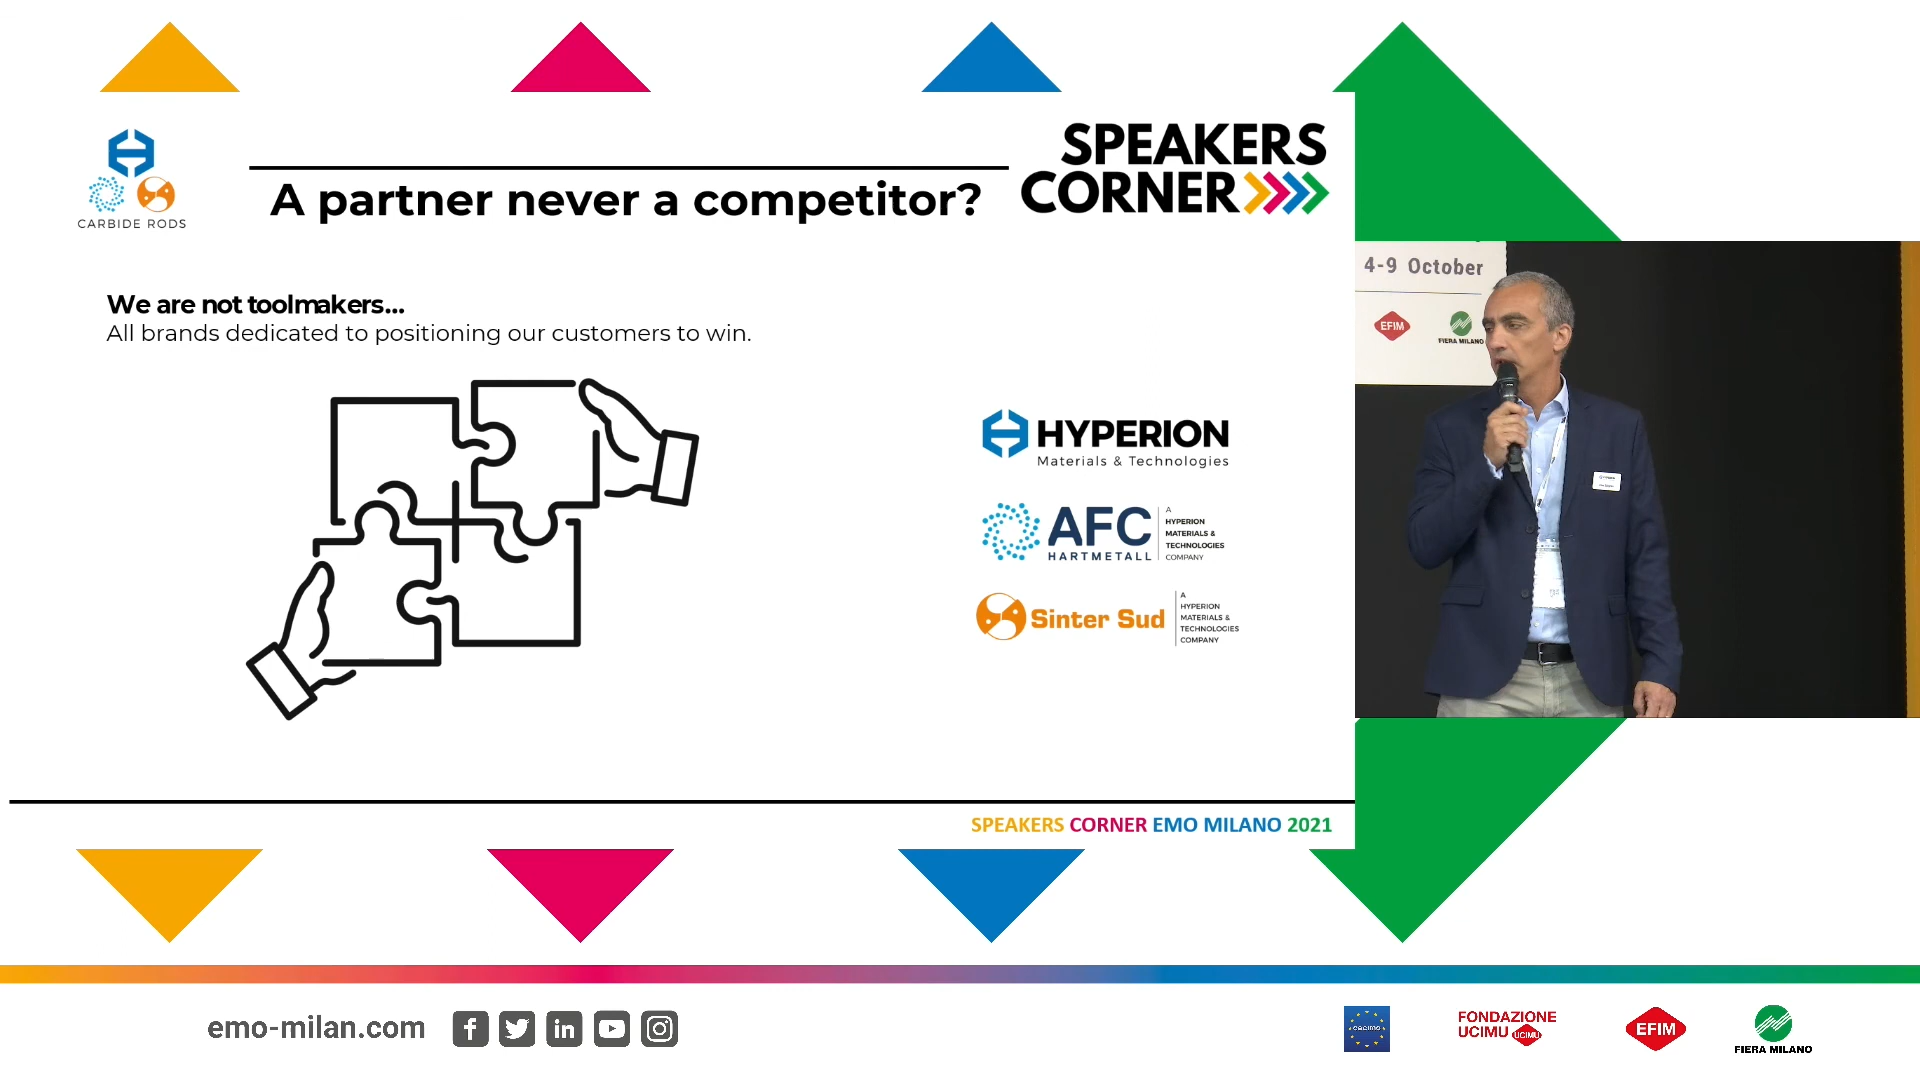 SPEAKERS
CORNER
CARBIDE RODS
A partner never a competitor?
We are not toolmakers...
All brands dedicated to positioning our customers to win.
HYPERION
Materials & Technologies
AFC
HARTMETALL
A
HYPERION
MATERIALS &
TECHNOLOGIES
COMPANY
Sinter Sud
A
HYPERION
MATERIALS &
TECHNOLOGIES
COMPANY
4-9 October
EFIM
FIERA MILANO
SPEAKERS CORNER EMO MILANO 2021
emo-milan.com
cecimo
FONDAZIONE
UCIMU
UCIMU
EFIM
FIERA MILANO